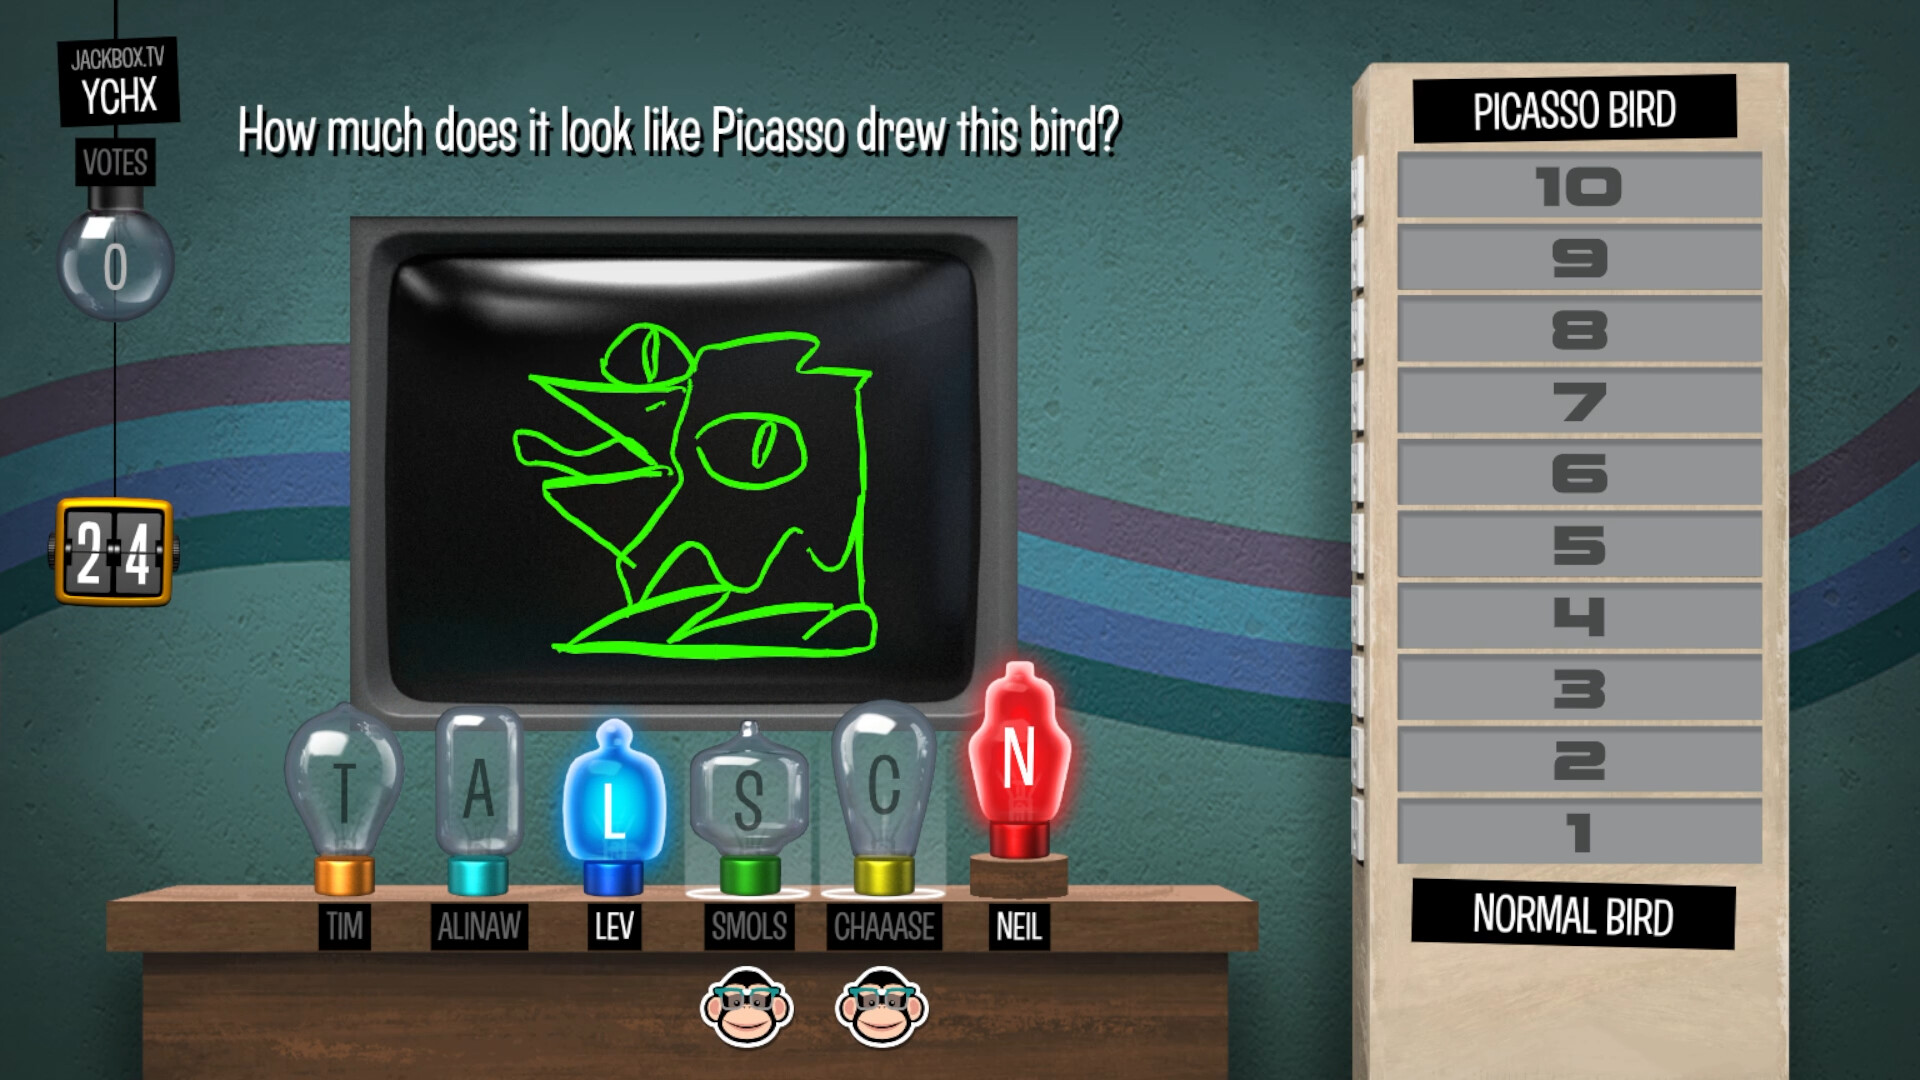 JACKBOX.TV
YCHX
VOTES
0
24
How much does it look like Picasso drew this bird?
T
A
L
S
C
N
TIM
ALINAW
LEV
SMOLS
CHAAASE
NEIL
PICASSO BIRD
10
9
8
7
6
5
4
3
2
1
NORMAL BIRD